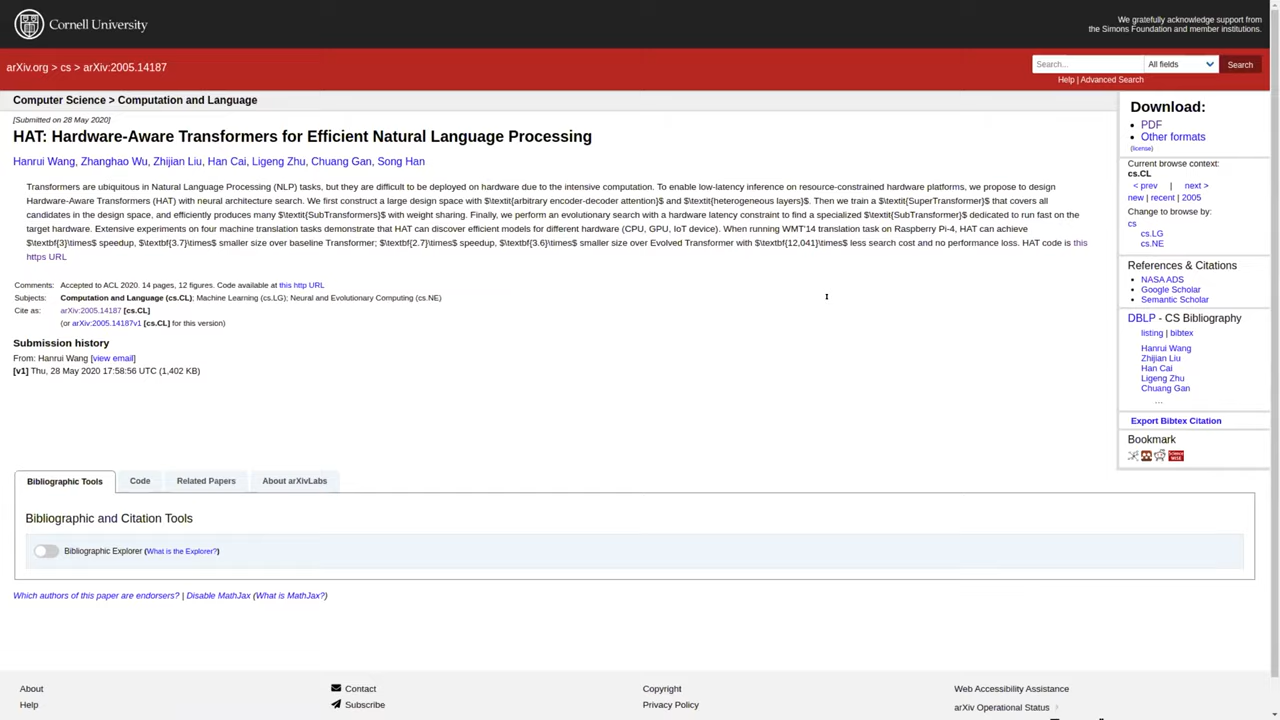 Cornell University
We gratefully acknowledge support from
the Simons Foundation and member institutions.
arXiv.org > cs > arXiv:2005.14187
Search...
All fields
Search
Help | Advanced Search
Computer Science > Computation and Language
[Submitted on 28 May 2020]
HAT: Hardware-Aware Transformers for Efficient Natural Language Processing
Hanrui Wang, Zhanghao Wu, Zhijian Liu, Han Cai, Ligeng Zhu, Chuang Gan, Song Han
Transformers are ubiquitous in Natural Language Processing (NLP) tasks, but they are difficult to be deployed on hardware due to the intensive computation. To enable low-latency inference on resource-constrained hardware platforms, we propose to design
Hardware-Aware Transformers (HAT) with neural architecture search. We first construct a large design space with $\textit{arbitrary encoder-decoder attention}$ and $\textit{heterogeneous layers}$. Then we train a $\textit{SuperTransformer}$ that covers all
candidates in the design space, and efficiently produces many $\textit{SubTransformers}$ with weight sharing. Finally, we perform an evolutionary search with a hardware latency constraint to find a specialized $\textit{SubTransformer}$ dedicated to run fast on the
target hardware. Extensive experiments on four machine translation tasks demonstrate that HAT can discover efficient models for different hardware (CPU, GPU, IoT device). When running WMT'14 translation task on Raspberry Pi-4, HAT can achieve
$\textbf{3}\times$ speedup, $\textbf{3.7}\times$ smaller size over baseline Transformer; $\textbf{2.7}\times$ speedup, $\textbf{3.6}\times$ smaller size over Evolved Transformer with $\textbf{12,041}\times$ less search cost and no performance loss. HAT code is this
https URL
Comments: Accepted to ACL 2020. 14 pages, 12 figures. Code available at this http URL
Subjects: Computation and Language (cs.CL); Machine Learning (cs.LG); Neural and Evolutionary Computing (cs.NE)
Cite as: arXiv:2005.14187 [cs.CL]
(or arXiv:2005.14187v1 [cs.CL] for this version)
Submission history
From: Hanrui Wang [view email]
[v1] Thu, 28 May 2020 17:58:56 UTC (1,402 KB)
Download:
PDF
Other formats
(license)
Current browse context:
cs.CL
< prev | next >
new | recent | 2005
Change to browse by:
cs
cs.LG
cs.NE
References & Citations
NASA ADS
Google Scholar
Semantic Scholar
DBLP - CS Bibliography
listing | bibtex
Hanrui Wang
Zhijian Liu
Han Cai
Ligeng Zhu
Chuang Gan
…
Export Bibtex Citation
Bookmark
Bibliographic Tools
Code
Related Papers
About arXivLabs
Bibliographic and Citation Tools
Bibliographic Explorer (What is the Explorer?)
Which authors of this paper are endorsers? | Disable MathJax (What is MathJax?)
About
Help
Contact
Subscribe
Copyright
Privacy Policy
Web Accessibility Assistance
arXiv Operational Status